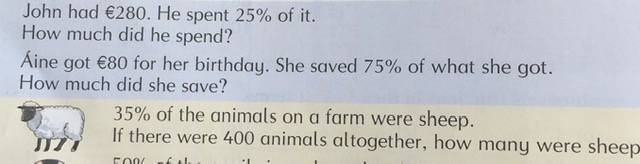 John had €280. He spent 25% of it.
How much did he spend?
Áine got €80 for her birthday. She saved 75% of what she got.
How much did she save?
35% of the animals on a farm were sheep.
If there were 400 animals altogether, how many were sheep
50% of